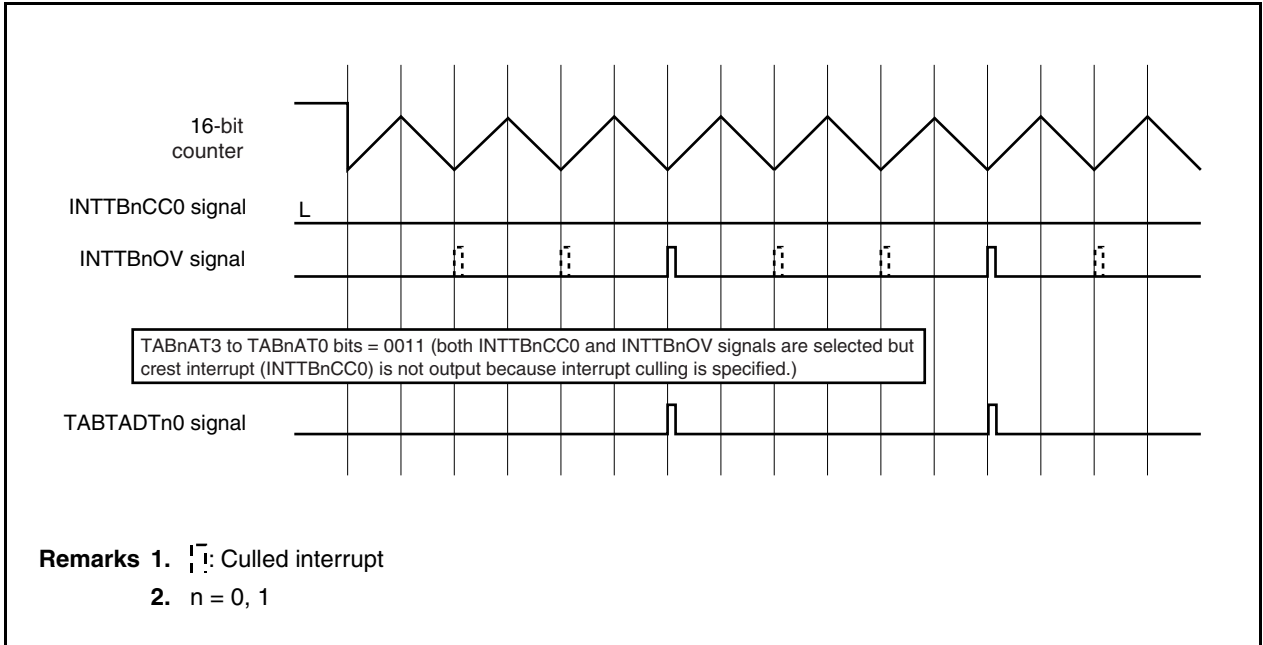 16-bit
counter
INTTBnCC0 signal
L
INTTBnOV signal
TABnAT3 to TABnAT0 bits = 0011 (both INTTBnCC0 and INTTBnOV signals are selected but
crest interrupt (INTTBnCC0) is not output because interrupt culling is specified.)
TABTADTn0 signal
Remarks 1. : Culled interrupt
2. n = 0, 1